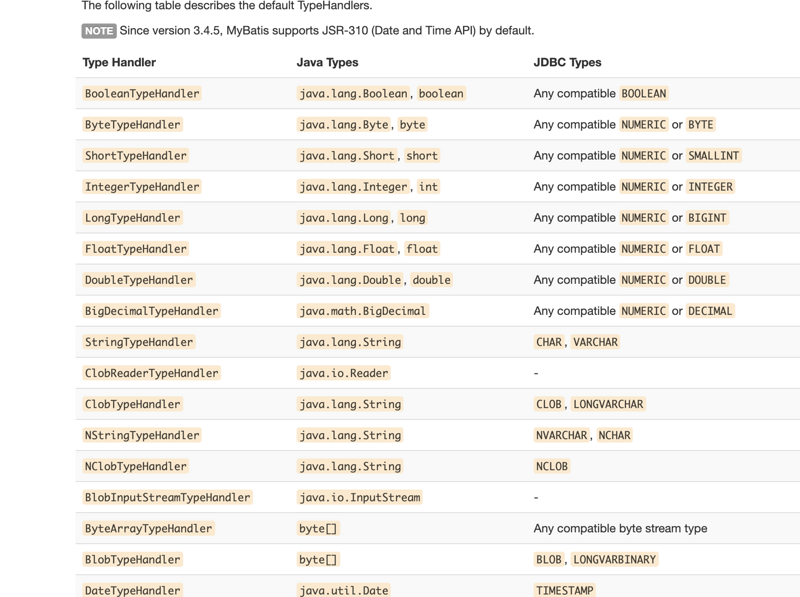 The following table describes the default TypeHandlers.
NOTE Since version 3.4.5, MyBatis supports JSR-310 (Date and Time API) by default.
Type Handler Java Types JDBC Types
BooleanTypeHandler java.lang.Boolean, boolean Any compatible BOOLEAN
ByteTypeHandler java.lang.Byte, byte Any compatible NUMERIC or BYTE
ShortTypeHandler java.lang.Short, short Any compatible NUMERIC or SMALLINT
IntegerTypeHandler java.lang.Integer, int Any compatible NUMERIC or INTEGER
LongTypeHandler java.lang.Long, long Any compatible NUMERIC or BIGINT
FloatTypeHandler java.lang.Float, float Any compatible NUMERIC or FLOAT
DoubleTypeHandler java.lang.Double, double Any compatible NUMERIC or DOUBLE
BigDecimalTypeHandler java.math.BigDecimal Any compatible NUMERIC or DECIMAL
StringTypeHandler java.lang.String CHAR, VARCHAR
ClobReaderTypeHandler java.io.Reader -
ClobTypeHandler java.lang.String CLOB, LONGVARCHAR
NStringTypeHandler java.lang.String NVARCHAR, NCHAR
NClobTypeHandler java.lang.String NCLOB
BlobInputStreamTypeHandler java.io.InputStream -
ByteArrayTypeHandler byte[] Any compatible byte stream type
BlobTypeHandler byte[] BLOB, LONGVARBINARY
DateTypeHandler java.util.Date TIMESTAMP